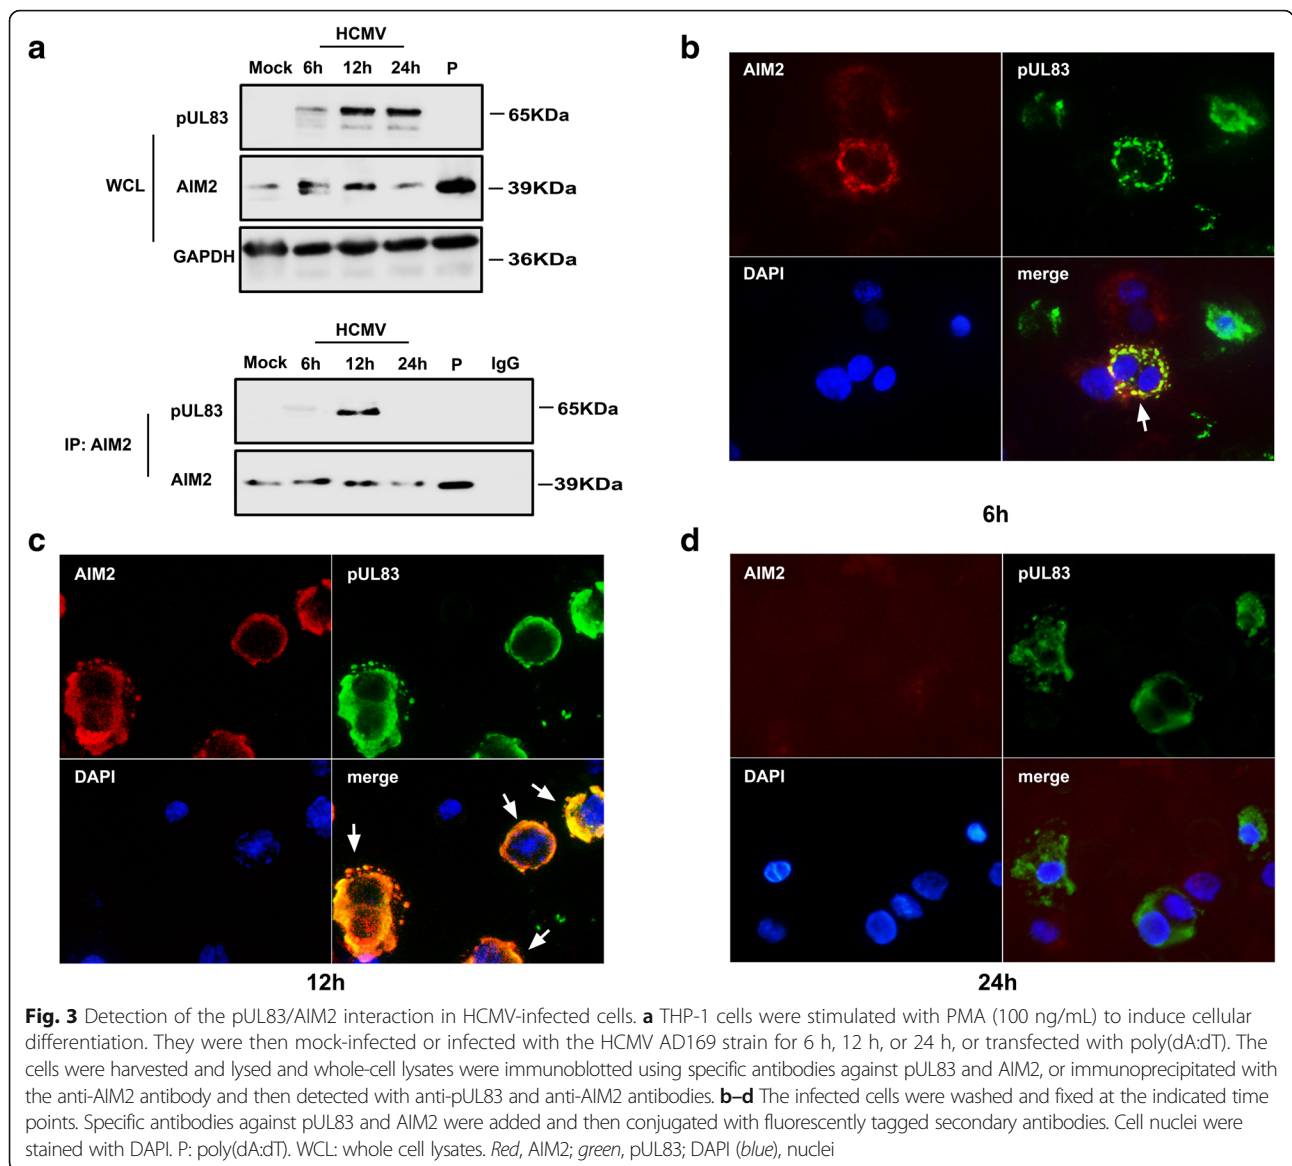 a
HCMV
Mock 6h 12h 24h P
pUL83
65KDa
WCL
AIM2
39KDa
GAPDH
36KDa
HCMV
Mock 6h 12h 24h P IgG
pUL83
65KDa
IP: AIM2
AIM2
39KDa
b
AIM2 pUL83
DAPI merge
6h
c
AIM2 pUL83
DAPI merge
12h
d
AIM2 pUL83
DAPI merge
24h
Fig. 3 Detection of the pUL83/AIM2 interaction in HCMV-infected cells. a THP-1 cells were stimulated with PMA (100 ng/mL) to induce cellular
differentiation. They were then mock-infected or infected with the HCMV AD169 strain for 6 h, 12 h, or 24 h, or transfected with poly(dA:dT). The
cells were harvested and lysed and whole-cell lysates were immunoblotted using specific antibodies against pUL83 and AIM2, or immunoprecipitated with
the anti-AIM2 antibody and then detected with anti-pUL83 and anti-AIM2 antibodies. b–d The infected cells were washed and fixed at the indicated time
points. Specific antibodies against pUL83 and AIM2 were added and then conjugated with fluorescently tagged secondary antibodies. Cell nuclei were
stained with DAPI. P: poly(dA:dT). WCL: whole cell lysates. Red, AIM2; green, pUL83; DAPI (blue), nuclei